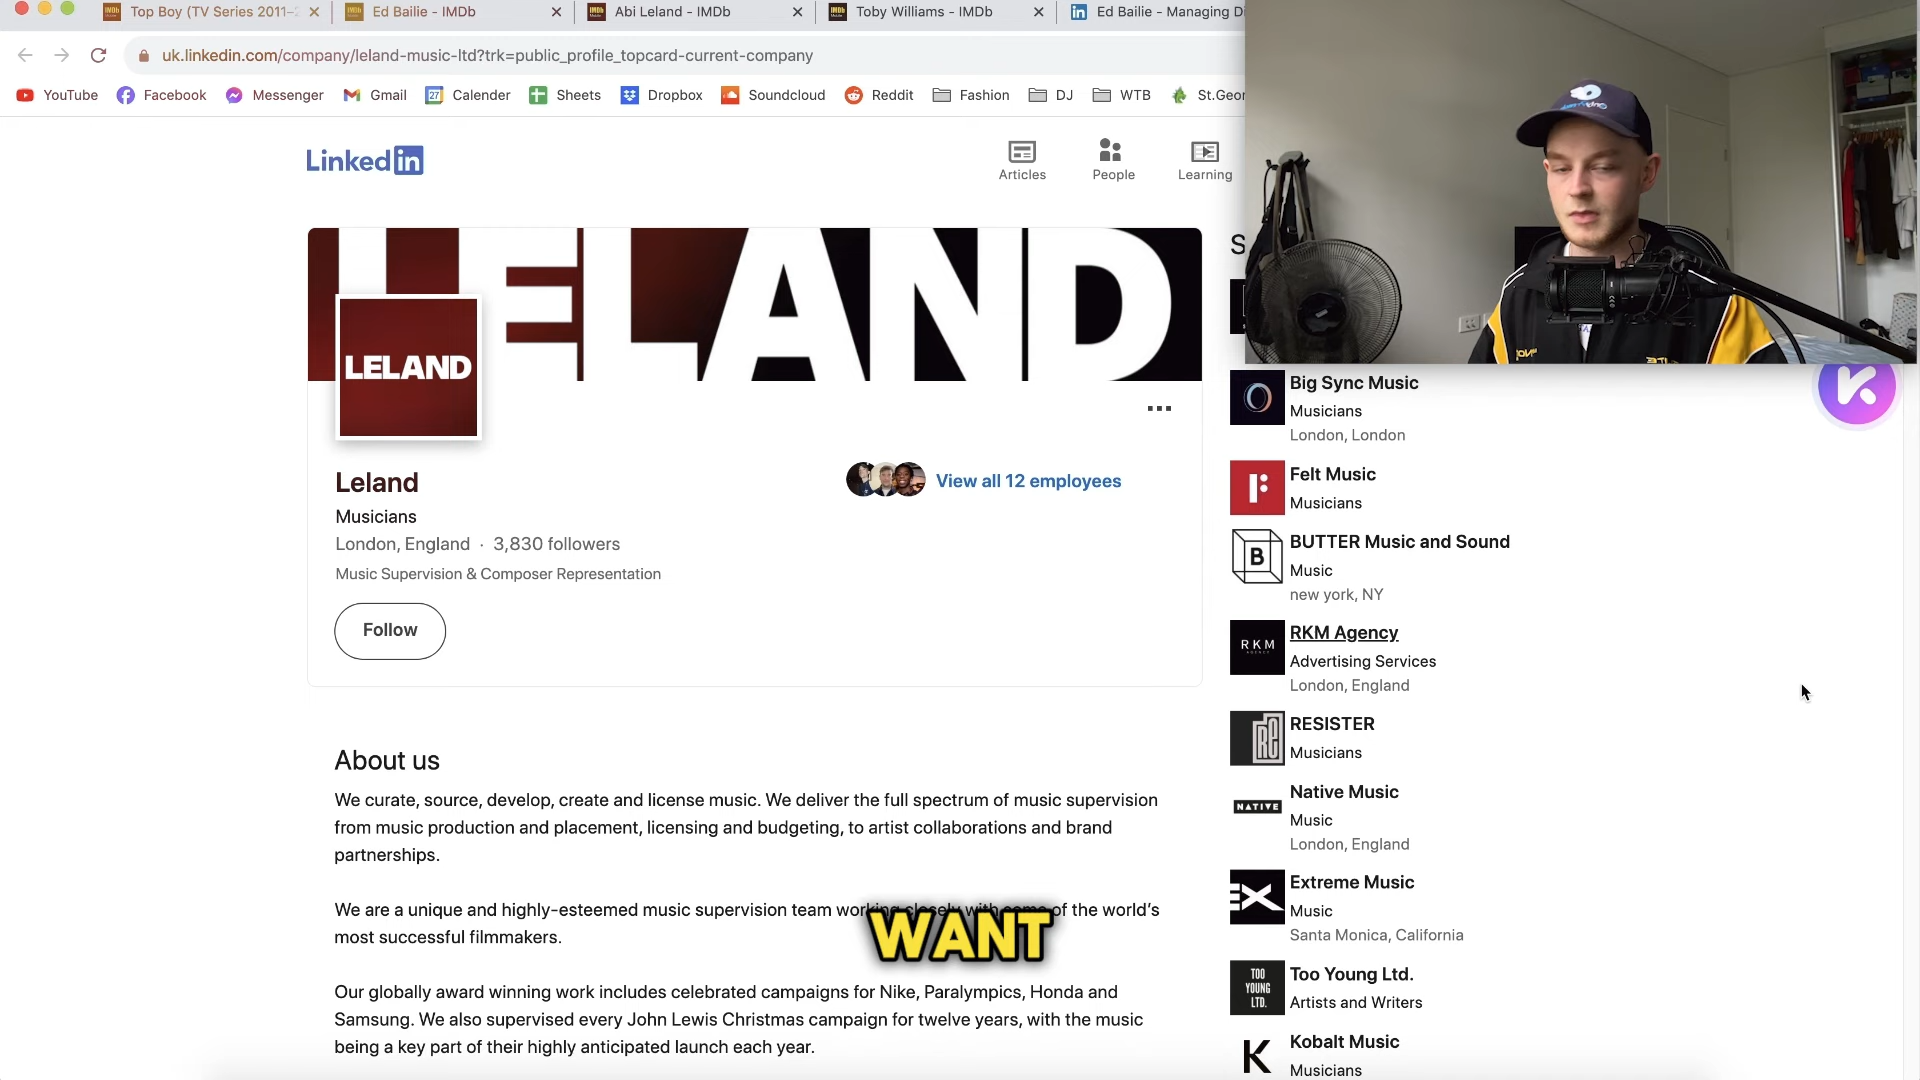 Top Boy (TV Series 2011–
Ed Bailie - IMDb
Abi Leland - IMDb
Toby Williams - IMDb
Ed Bailie - Managing Di
uk.linkedin.com/company/leland-music-ltd?trk=public_profile_topcard-current-company
YouTube
Facebook
Messenger
Gmail
Calender
Sheets
Dropbox
Soundcloud
Reddit
Fashion
DJ
WTB
St.Geor
LinkedIn
Articles
People
Learning
LELAND
LELAND
Leland
Musicians
London, England · 3,830 followers
Music Supervision & Composer Representation
View all 12 employees
Follow
About us
We curate, source, develop, create and license music. We deliver the full spectrum of music supervision
from music production and placement, licensing and budgeting, to artist collaborations and brand
partnerships.
We are a unique and highly-esteemed music supervision team working closely with some of the world's
most successful filmmakers.
WANT
Our globally award winning work includes celebrated campaigns for Nike, Paralympics, Honda and
Samsung. We also supervised every John Lewis Christmas campaign for twelve years, with the music
being a key part of their highly anticipated launch each year.
Big Sync Music
Musicians
London, London
Felt Music
Musicians
B
BUTTER Music and Sound
Music
new york, NY
RKM
RKM Agency
Advertising Services
London, England
RESISTER
Musicians
NATIVE
Native Music
Music
London, England
EX
Extreme Music
Music
Santa Monica, California
TOO
YOUNG
LTD.
Too Young Ltd.
Artists and Writers
K
Kobalt Music
Musicians